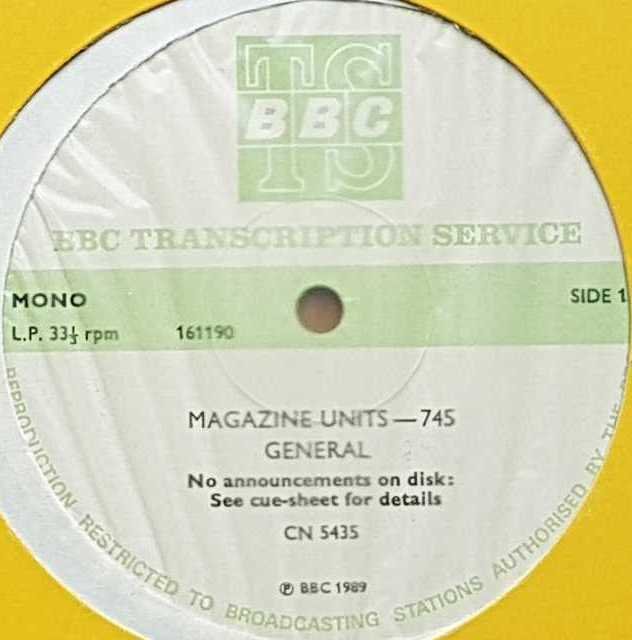 TS
BBC
BBC TRANSCRIPTION SERVICE
MONO
SIDE 1
L.P. 33⅓ rpm 161190
MAGAZINE UNITS — 745
GENERAL
No announcements on disk:
See cue-sheet for details
CN 5435
℗ BBC 1989
REPRODUCTION RESTRICTED TO BROADCASTING STATIONS AUTHORISED BY THE